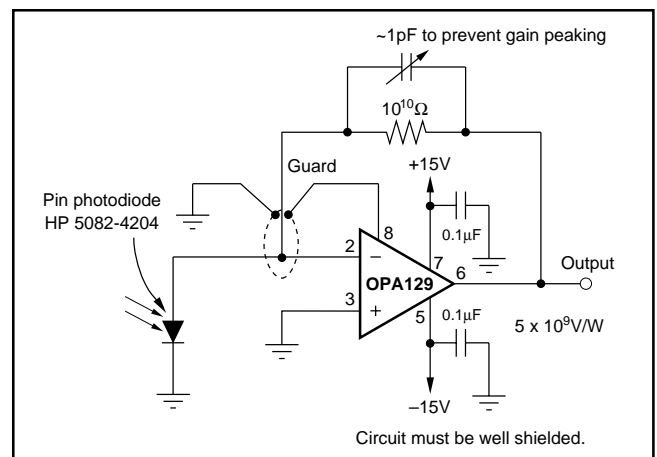 ~1pF to prevent gain peaking
10¹⁰Ω
+15V
Guard
Pin photodiode
HP 5082-4204
0.1µF
8
2
–
7
6
OPA129
Output
3
+
5
0.1µF
5 x 10⁹V/W
–15V
Circuit must be well shielded.